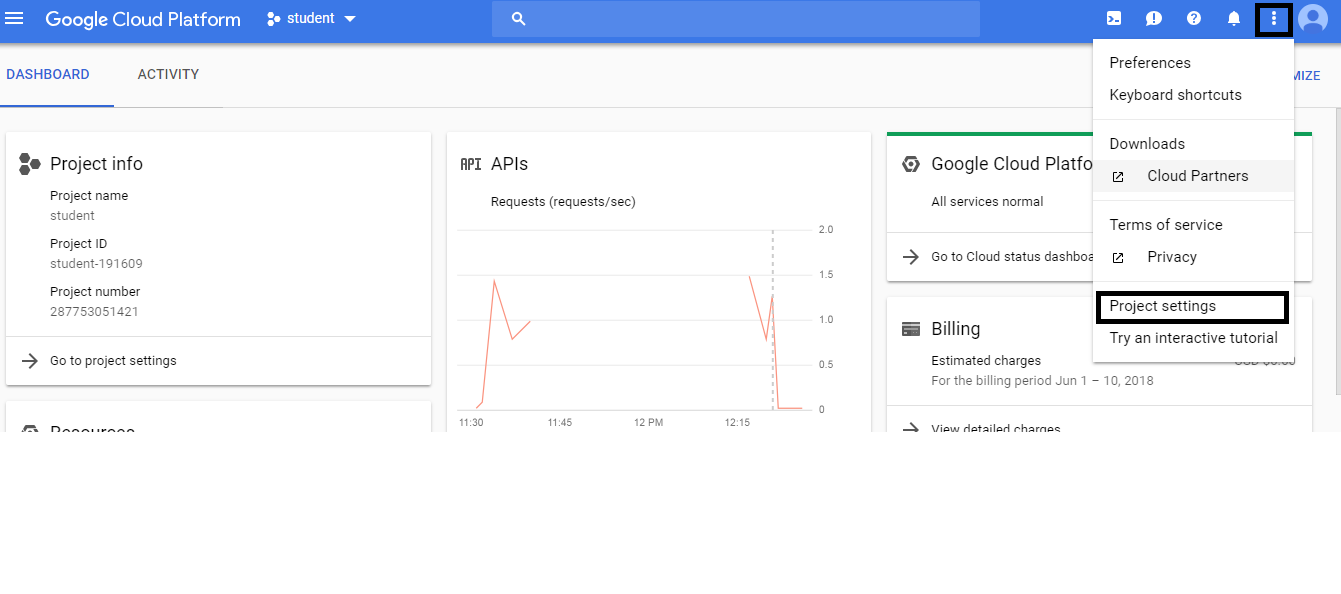 Google Cloud Platform
student
DASHBOARD
ACTIVITY
MIZE
Preferences
Keyboard shortcuts
Downloads
Cloud Partners
Terms of service
Privacy
Project settings
Try an interactive tutorial
Project info
Project name
student
Project ID
student-191609
Project number
287753051421
Go to project settings
Resources
API APIs
Requests (requests/sec)
2.0
1.5
1.0
0.5
0
11:30 11:45 12 PM 12:15
Google Cloud Platfo
All services normal
Go to Cloud status dashboa
Billing
Estimated charges
For the billing period Jun 1 – 10, 2018
View detailed charges